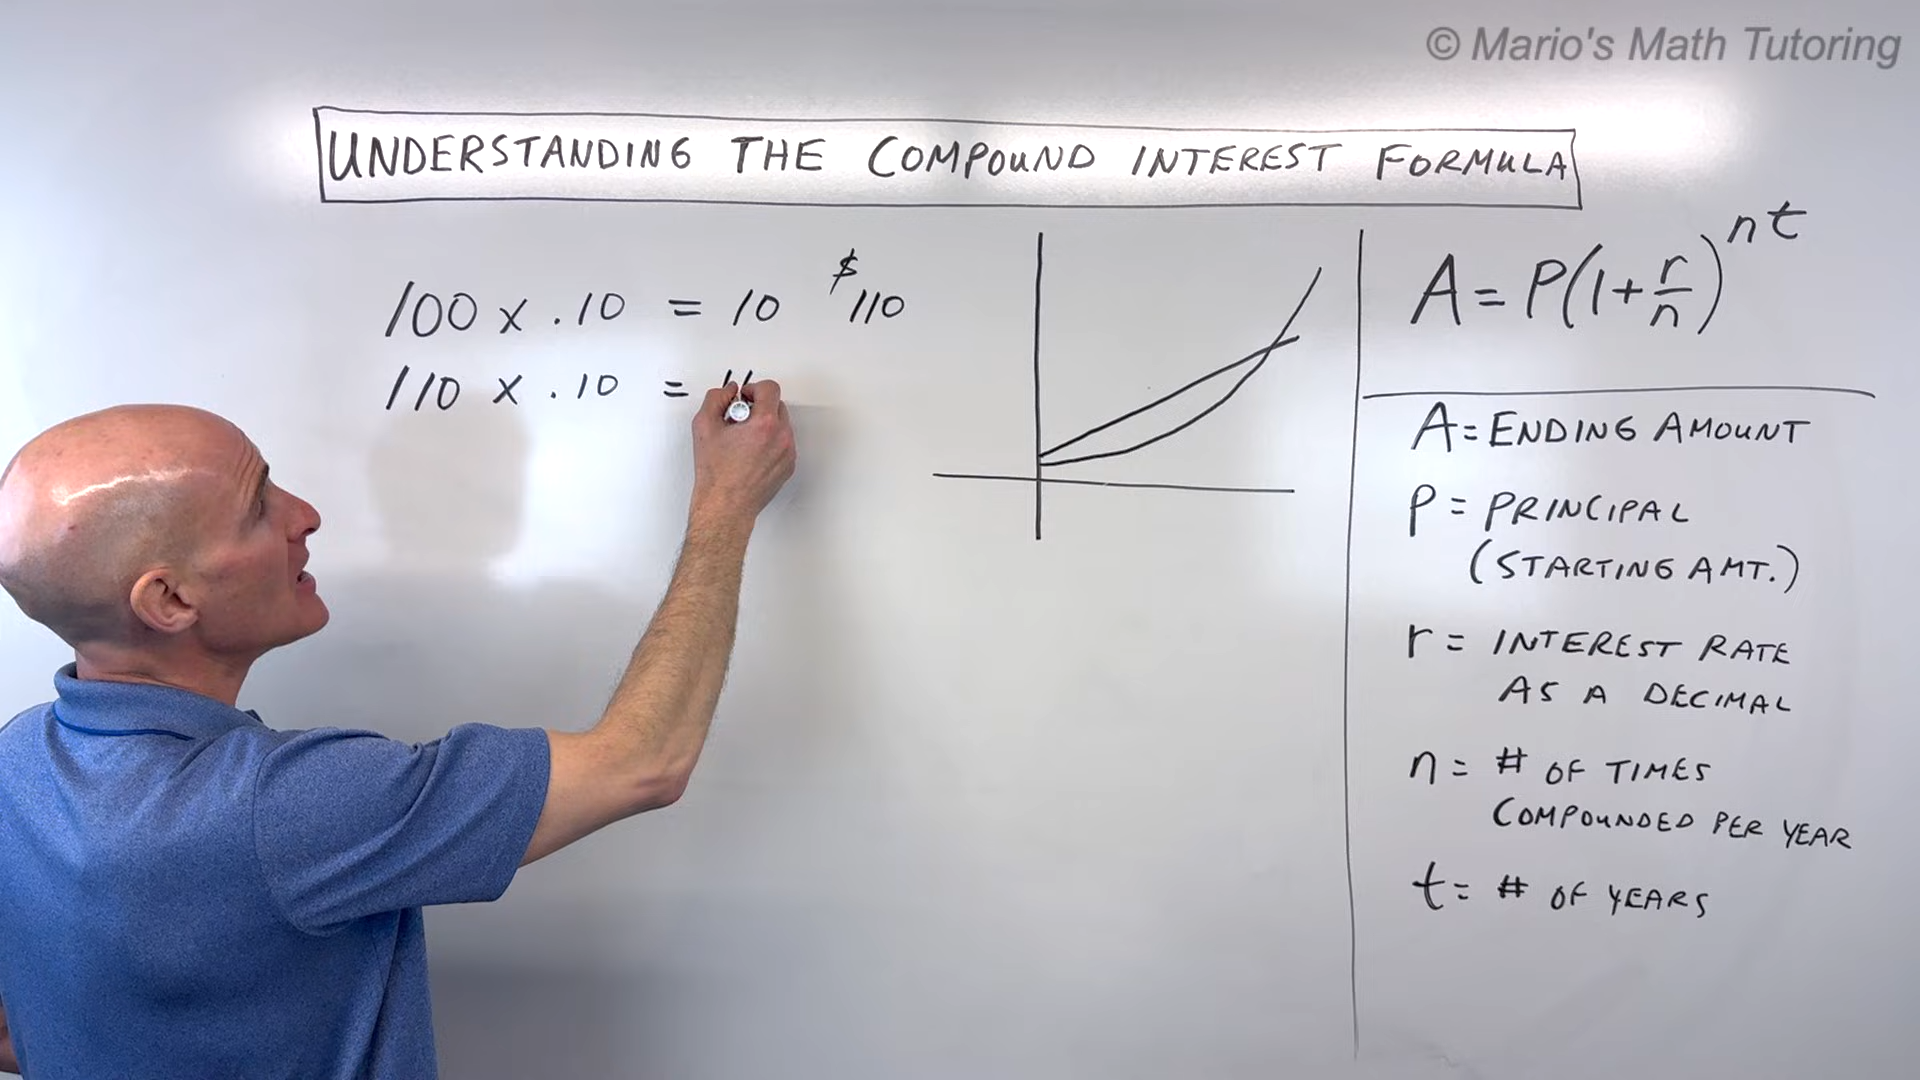 © Mario's Math Tutoring
UNDERSTANDING THE COMPOUND INTEREST FORMULA
100 x .10 = 10 $110
110 x .10 = 11
A = P(1 + r/n)^nt
A = ENDING AMOUNT
P = PRINCIPAL
(STARTING AMT.)
r = INTEREST RATE
AS A DECIMAL
n = # OF TIMES
COMPOUNDED PER YEAR
t = # OF YEARS